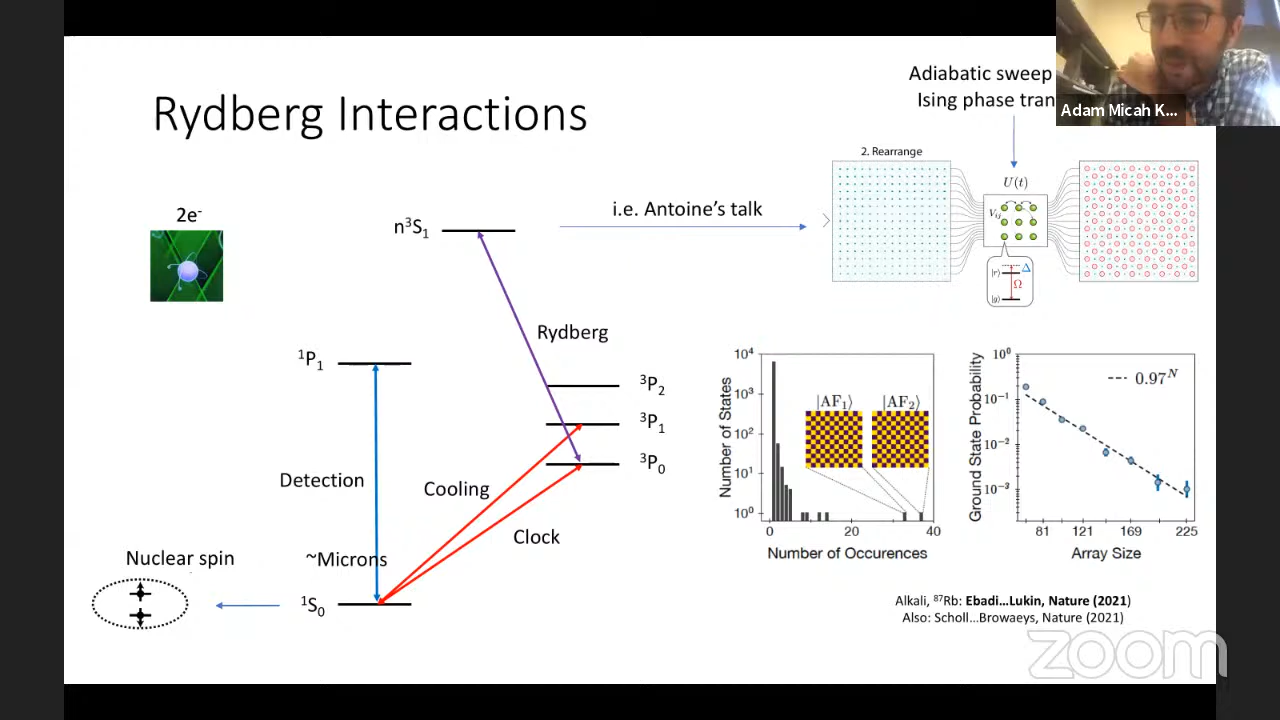 Rydberg Interactions
Adiabatic sweep
Ising phase tran
Adam Micah K...
2. Rearrange
U(t)
V_ij
|r⟩
Δ
Ω
|g⟩
i.e. Antoine's talk
2e⁻
n³S₁
Rydberg
¹P₁
³P₂
³P₁
³P₀
Detection
Cooling
Clock
Nuclear spin
~Microns
¹S₀
Number of States
10⁴
10³
10²
10¹
10⁰
|AF₁⟩
|AF₂⟩
0
20
40
Number of Occurences
Ground State Probability
10⁰
10⁻¹
10⁻²
10⁻³
0.97ᴺ
81
121
169
225
Array Size
Alkali, ⁸⁷Rb: Ebadi...Lukin, Nature (2021)
Also: Scholl...Browaeys, Nature (2021)
zoom